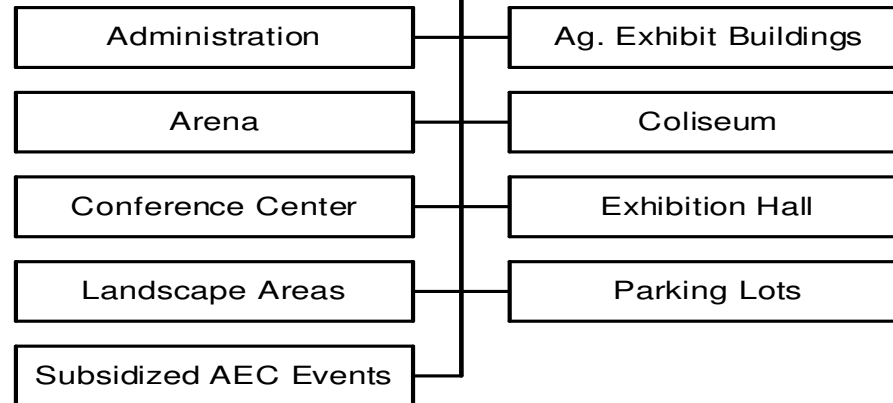 Administration
Ag. Exhibit Buildings
Arena
Coliseum
Conference Center
Exhibition Hall
Landscape Areas
Parking Lots
Subsidized AEC Events